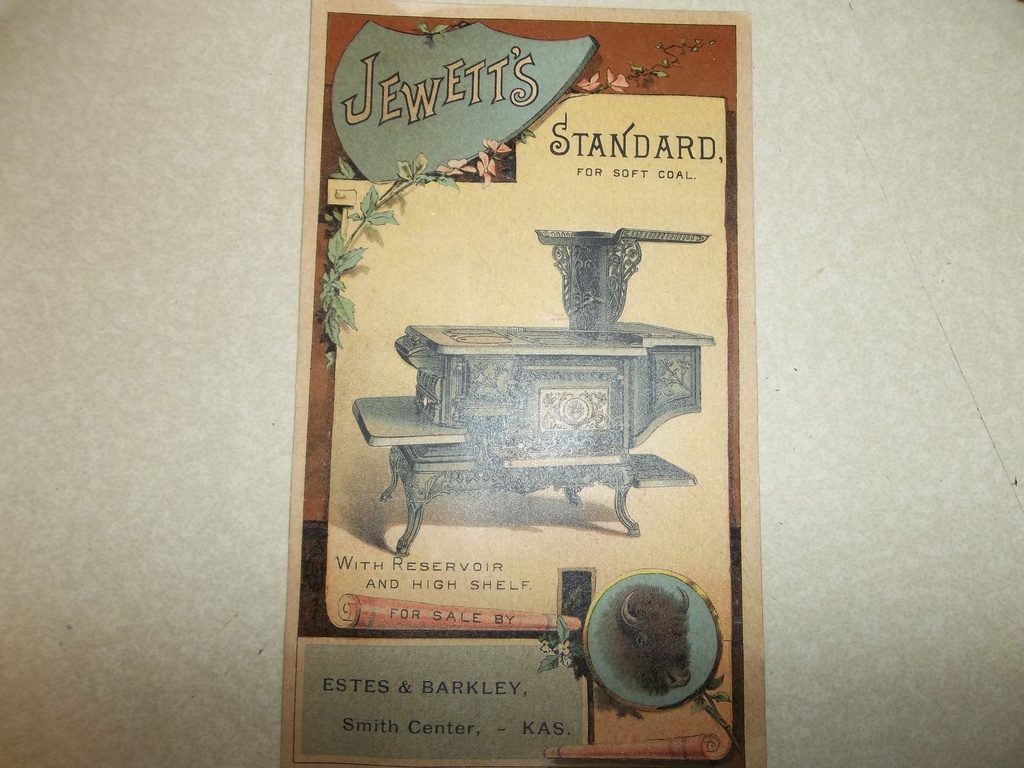 JEWETT'S
STANDARD,
FOR SOFT COAL.
WITH RESERVOIR
AND HIGH SHELF.
FOR SALE BY
ESTES & BARKLEY,
Smith Center, - KAS.